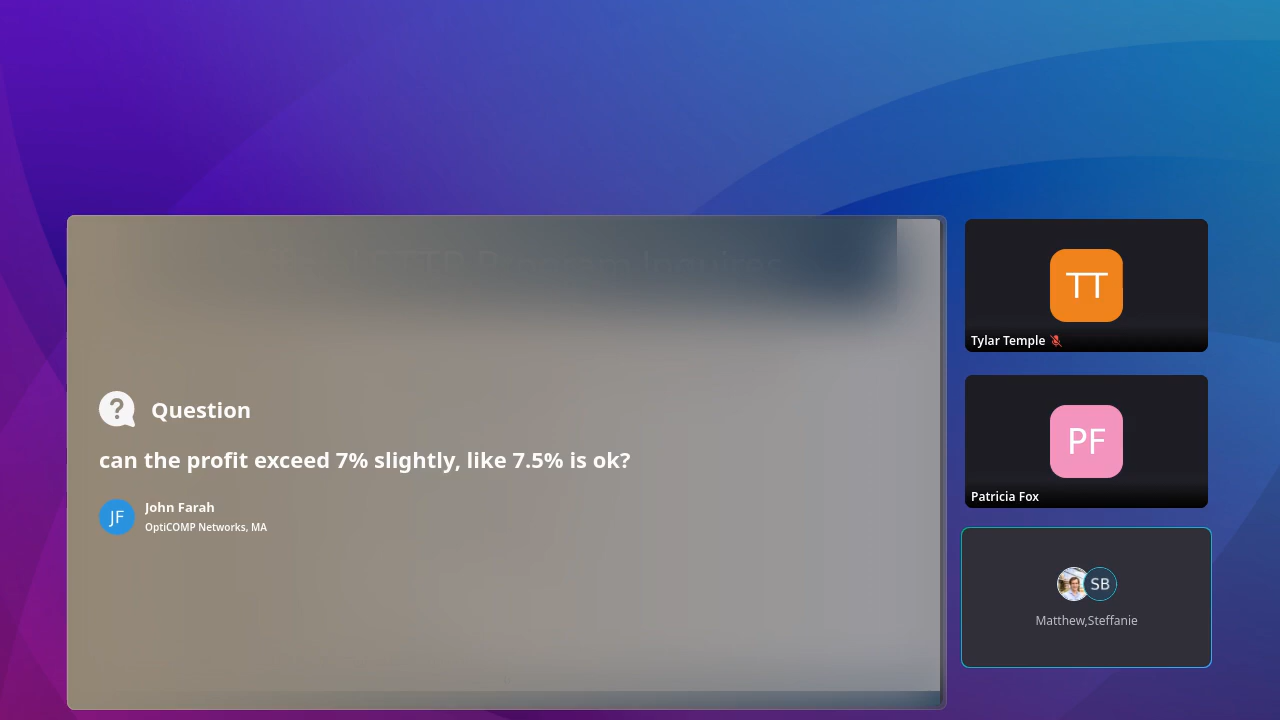 Question
can the profit exceed 7% slightly, like 7.5% is ok?
JF
John Farah
OptiCOMP Networks, MA
TT
Tylar Temple
PF
Patricia Fox
SB
Matthew,Steffanie